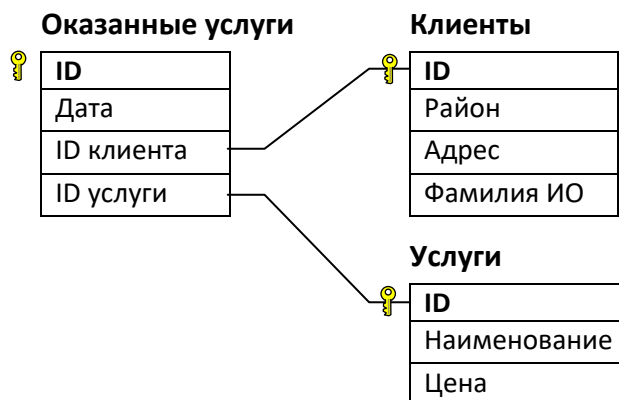 Оказанные услуги
ID
Дата
ID клиента
ID услуги
Клиенты
ID
Район
Адрес
Фамилия ИО
Услуги
ID
Наименование
Цена